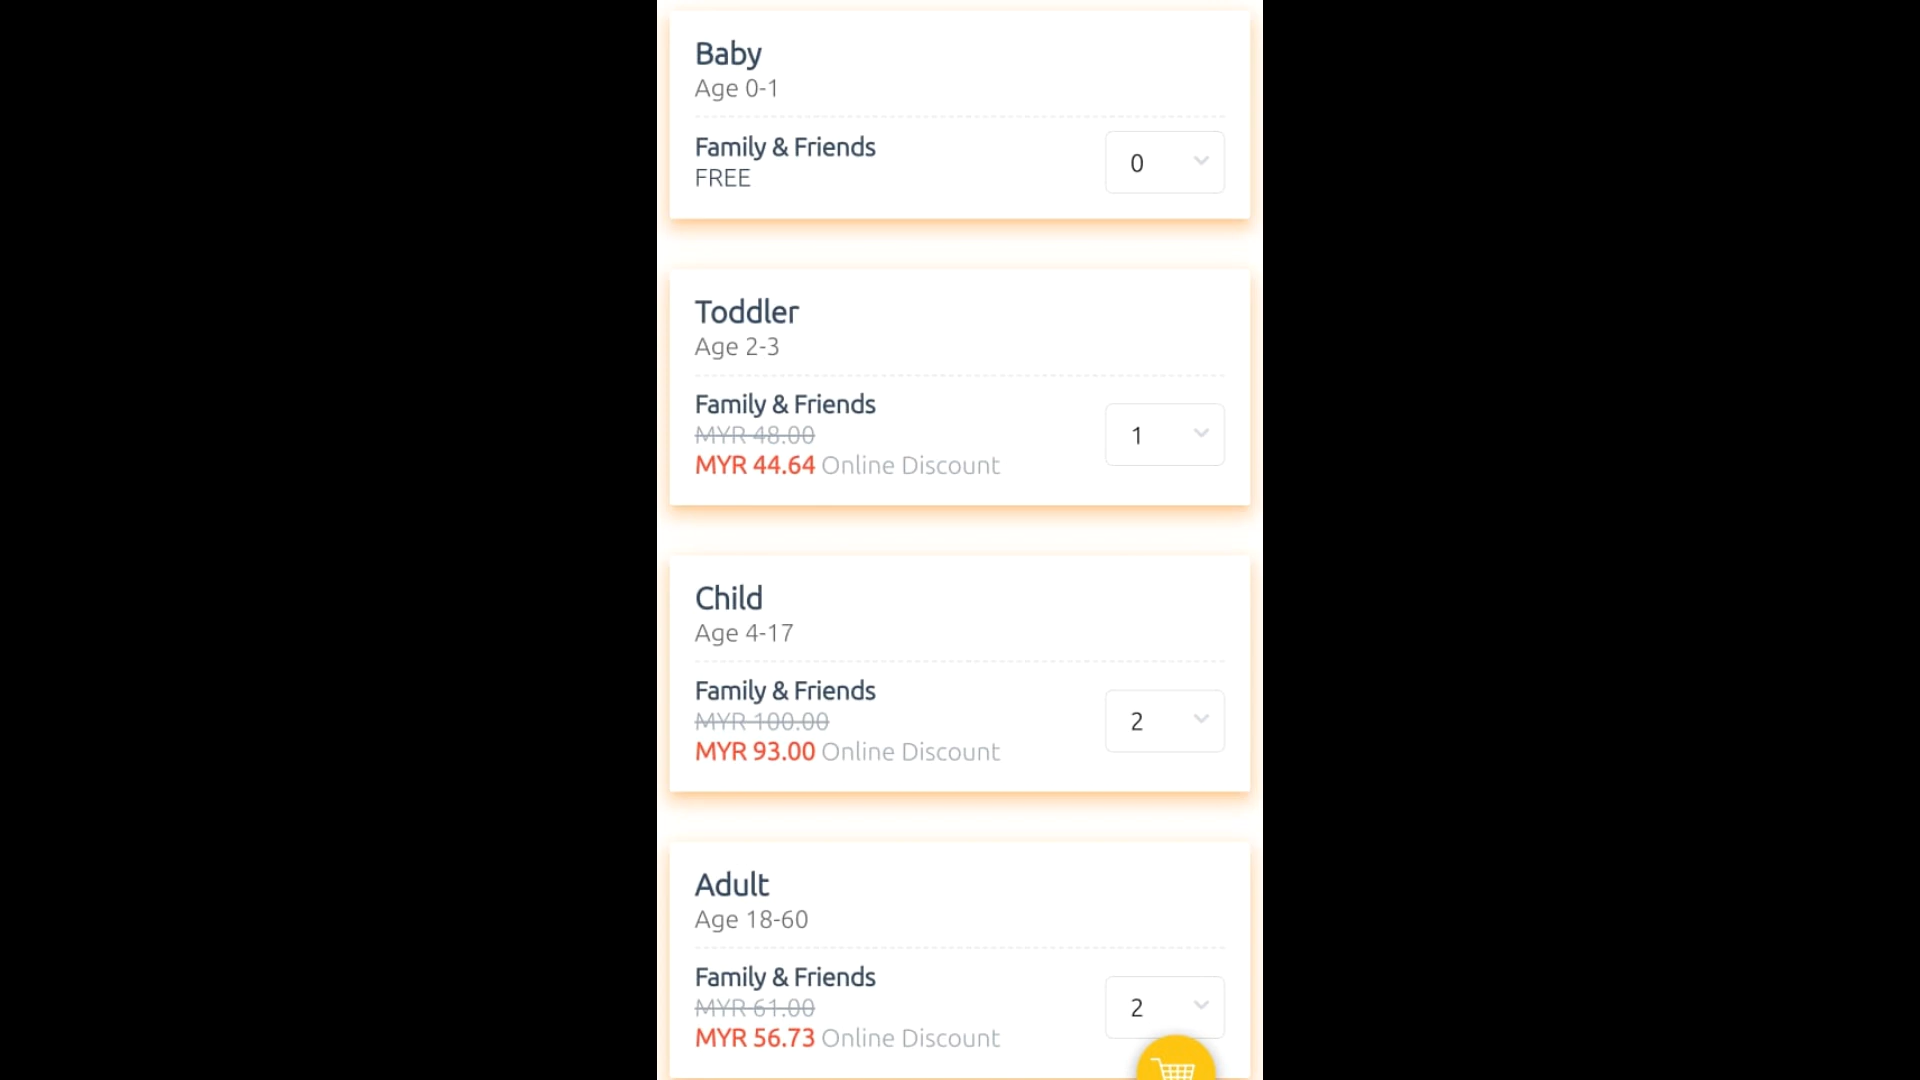 Baby
Age 0-1
Family & Friends
FREE
0
Toddler
Age 2-3
Family & Friends
MYR 48.00
MYR 44.64 Online Discount
1
Child
Age 4-17
Family & Friends
MYR 100.00
MYR 93.00 Online Discount
2
Adult
Age 18-60
Family & Friends
MYR 61.00
MYR 56.73 Online Discount
2